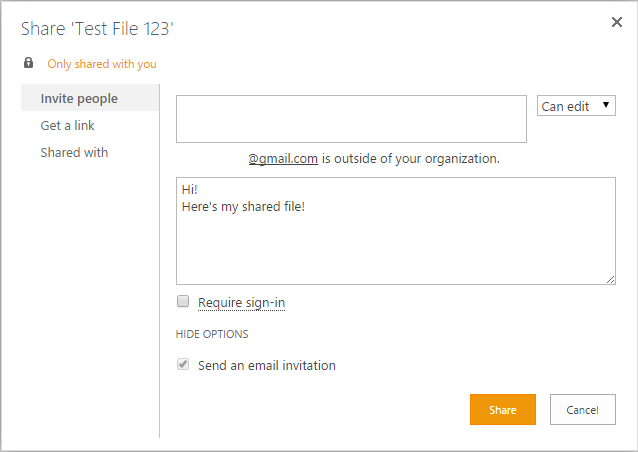 Share 'Test File 123'
Only shared with you
Invite people
Get a link
Shared with
Can edit
@gmail.com is outside of your organization.
Hi!
Here's my shared file!
Require sign-in
HIDE OPTIONS
Send an email invitation
Share
Cancel